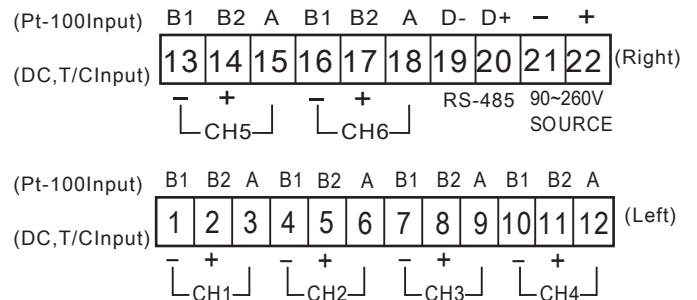 (Pt-100Input) B1 B2 A B1 B2 A D- D+ − +
(DC,T/CInput) 13 14 15 16 17 18 19 20 21 22 (Right)
− + − + RS-485 90~260V
CH5 CH6 SOURCE
(Pt-100Input) B1 B2 A B1 B2 A B1 B2 A B1 B2 A
(DC,T/CInput) 1 2 3 4 5 6 7 8 9 10 11 12 (Left)
− + − + − + − +
CH1 CH2 CH3 CH4